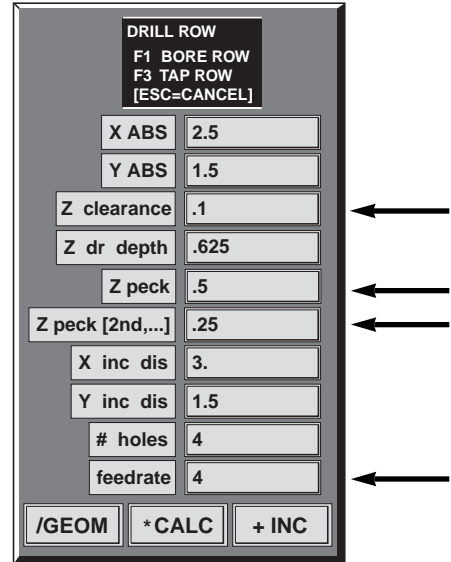 DRILL ROW
F1 BORE ROW
F3 TAP ROW
[ESC=CANCEL]
X ABS 2.5
Y ABS 1.5
Z clearance .1
Z dr depth .625
Z peck .5
Z peck [2nd,...] .25
X inc dis 3.
Y inc dis 1.5
# holes 4
feedrate 4
/GEOM *CALC + INC